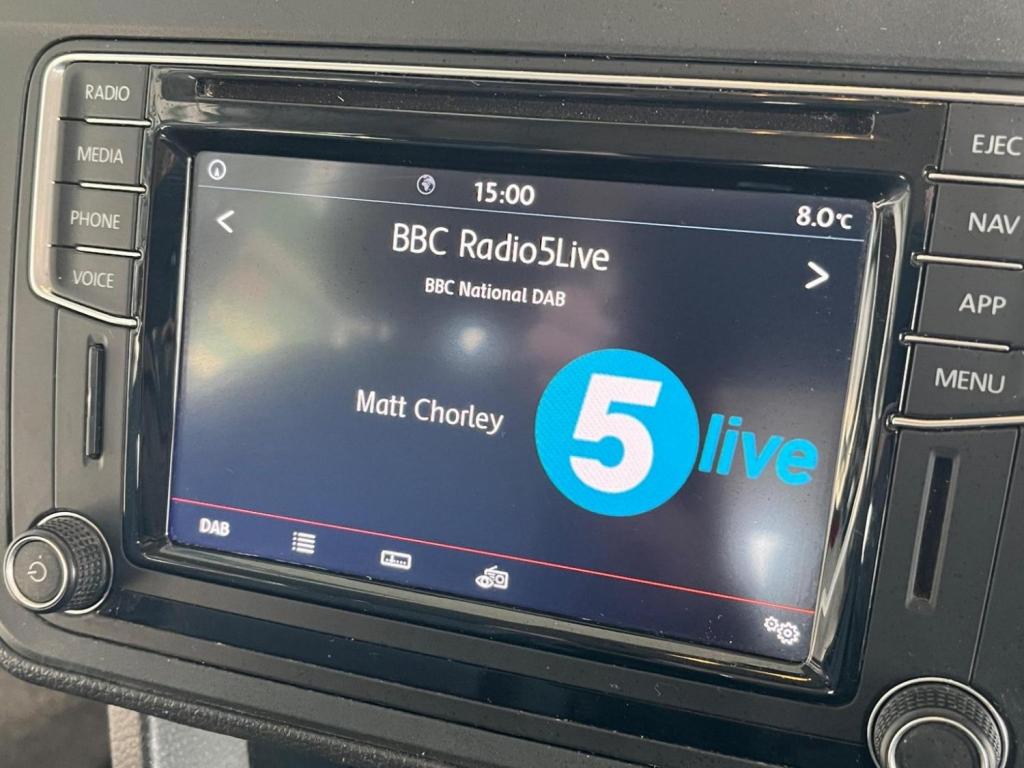 RADIO
MEDIA
PHONE
VOICE
15:00
8.0°C
BBC Radio5Live
BBC National DAB
Matt Chorley
5 live
DAB
EJEC
NAV
APP
MENU